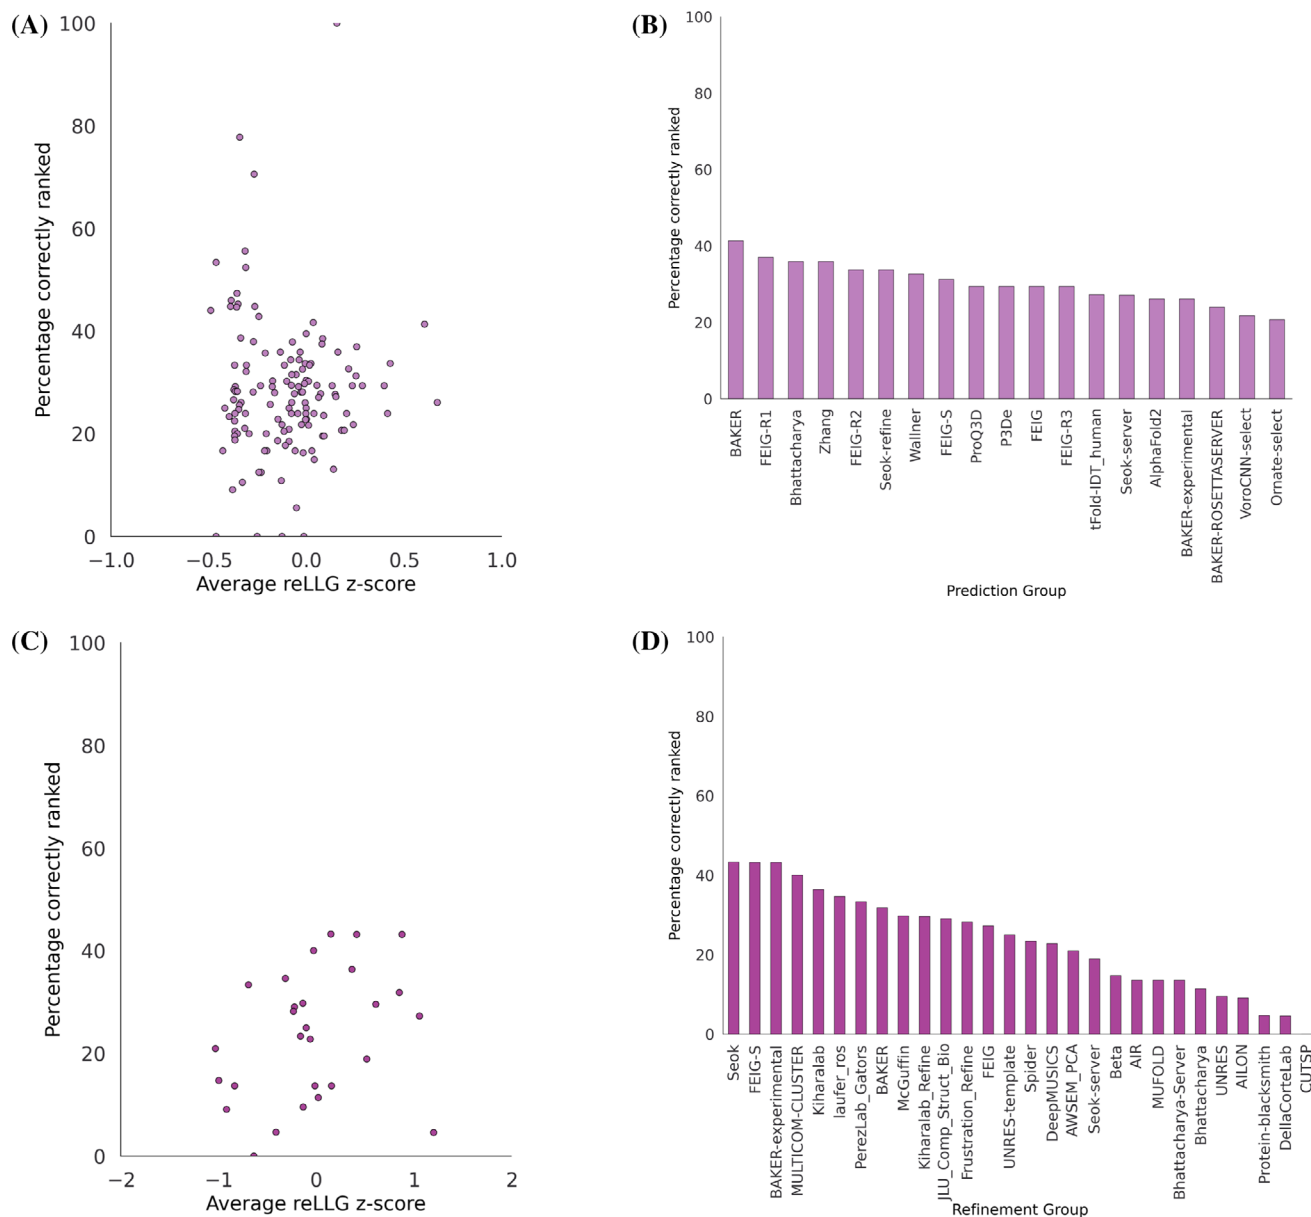 (A)
100
80
60
40
20
0
Percentage correctly ranked
−1.0 −0.5 0.0 0.5 1.0
Average reLLG z-score
(B)
100
80
60
40
20
0
Percentage correctly ranked
BAKER
FEIG-R1
Bhattacharya
Zhang
FEIG-R2
Seok-refine
Wallner
FEIG-S
ProQ3D
P3De
FEIG
FEIG-R3
tFold-IDT_human
Seok-server
AlphaFold2
BAKER-experimental
BAKER-ROSETTASERVER
VoroCNN-select
Ornate-select
Prediction Group
(C)
100
80
60
40
20
0
Percentage correctly ranked
−2 −1 0 1 2
Average reLLG z-score
(D)
100
80
60
40
20
0
Percentage correctly ranked
Seok
FEIG-S
BAKER-experimental
MULTICOM-CLUSTER
Kiharalab
laufer_ros
PerezLab_Gators
BAKER
McGuffin
Kiharalab_Refine
JLU_Comp_Struct_Bio
Frustration_Refine
FEIG
UNRES-template
Spider
DeepMUSICS
AWSEM_PCA
Seok-server
Beta
AIR
MUFOLD
Bhattacharya-Server
Bhattacharya
UNRES
AILON
Protein-blacksmith
DellaCorteLab
CUTSP
Refinement Group